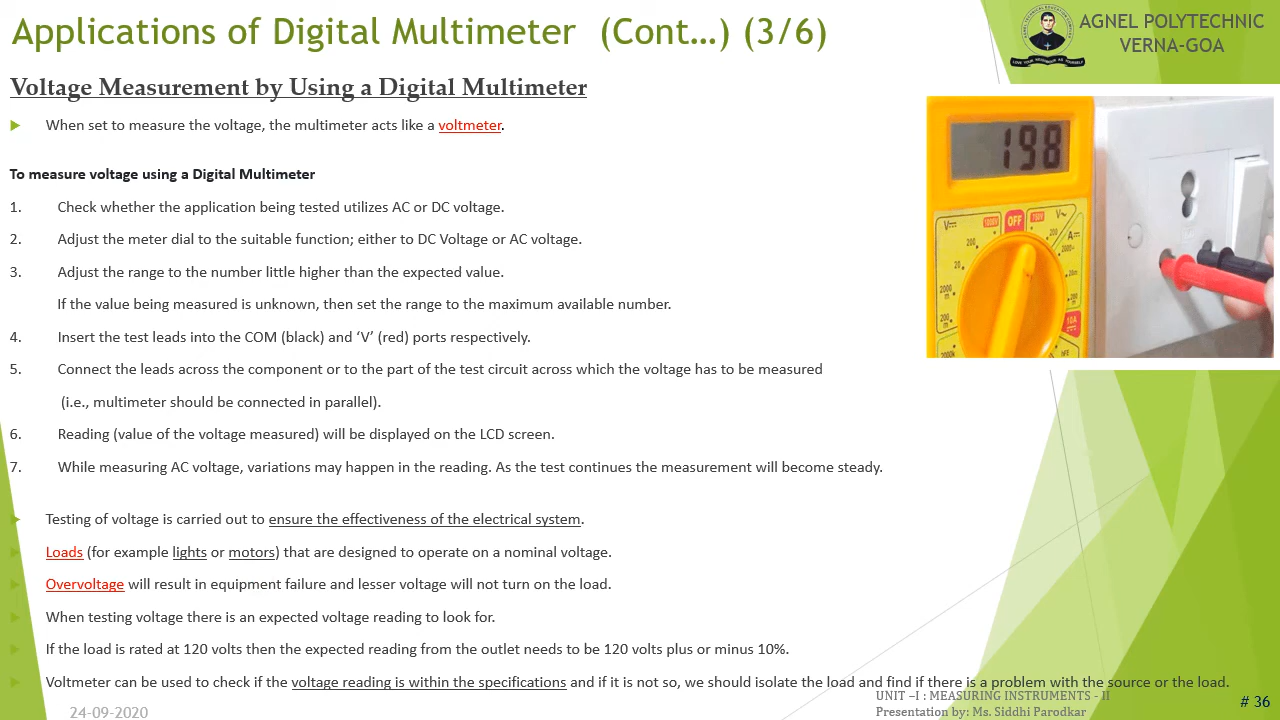 Applications of Digital Multimeter (Cont…) (3/6)
AGNEL POLYTECHNIC
VERNA-GOA
Voltage Measurement by Using a Digital Multimeter
When set to measure the voltage, the multimeter acts like a voltmeter.
To measure voltage using a Digital Multimeter
1. Check whether the application being tested utilizes AC or DC voltage.
2. Adjust the meter dial to the suitable function; either to DC Voltage or AC voltage.
3. Adjust the range to the number little higher than the expected value.
If the value being measured is unknown, then set the range to the maximum available number.
4. Insert the test leads into the COM (black) and ‘V’ (red) ports respectively.
5. Connect the leads across the component or to the part of the test circuit across which the voltage has to be measured
(i.e., multimeter should be connected in parallel).
6. Reading (value of the voltage measured) will be displayed on the LCD screen.
7. While measuring AC voltage, variations may happen in the reading. As the test continues the measurement will become steady.
198
OFF
1000V
750V
V~
200
200
A
20
2000m
200m
2000k
10A
hFE
Testing of voltage is carried out to ensure the effectiveness of the electrical system.
Loads (for example lights or motors) that are designed to operate on a nominal voltage.
Overvoltage will result in equipment failure and lesser voltage will not turn on the load.
When testing voltage there is an expected voltage reading to look for.
If the load is rated at 120 volts then the expected reading from the outlet needs to be 120 volts plus or minus 10%.
Voltmeter can be used to check if the voltage reading is within the specifications and if it is not so, we should isolate the load and find if there is a problem with the source or the load.
UNIT –I : MEASURING INSTRUMENTS - II
Presentation by: Ms. Siddhi Parodkar
24-09-2020
# 36